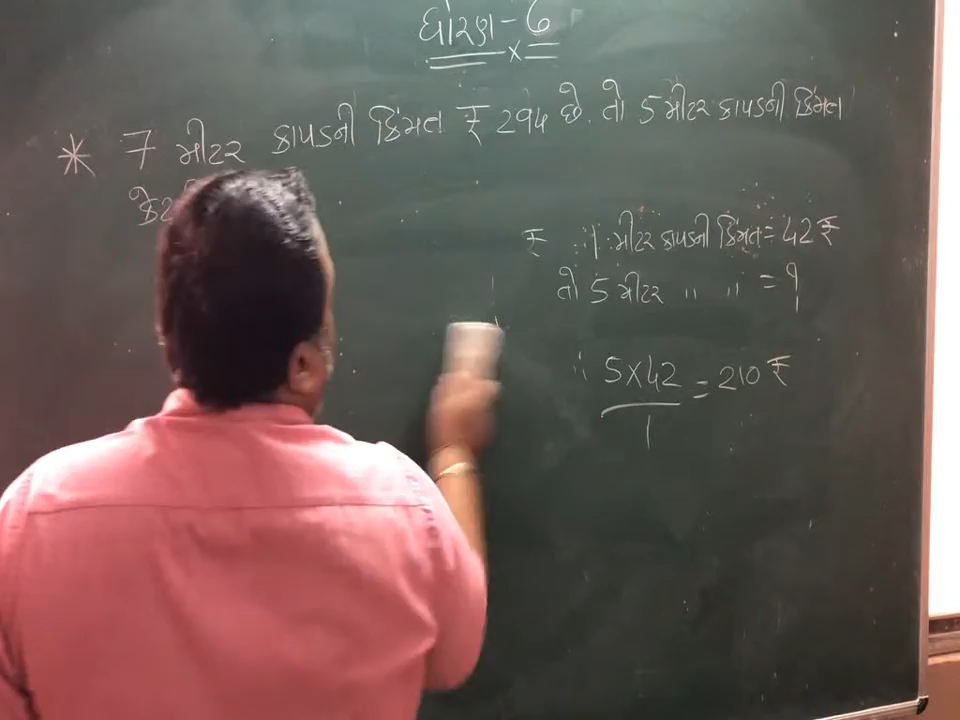 ધોરણ - 6
×
* 7 મીટર કાપડની કિંમત ₹ 294 છે. તો 5 મીટર કાપડની કિંમત
₹ ∴ 1 મીટર કાપડની કિંમત = 42 ₹
તો 5 મીટર " " = ?
∴ 5 X 42 = 210 ₹
1